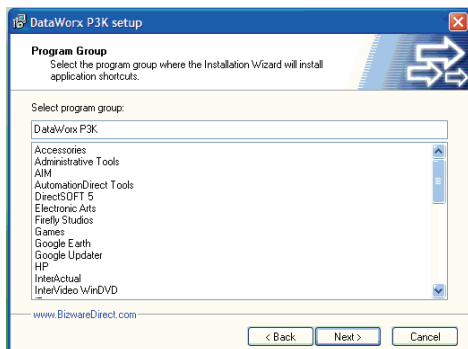 DataWorx P3K setup
Program Group
Select the program group where the Installation Wizard will install
application shortcuts.
Select program group:
DataWorx P3K
Accessories
Administrative Tools
AIM
AutomationDirect Tools
DirectSOFT 5
Electronic Arts
Firefly Studios
Games
Google Earth
Google Updater
HP
InterActual
InterVideo WinDVD
www.BizwareDirect.com
< Back
Next >
Cancel